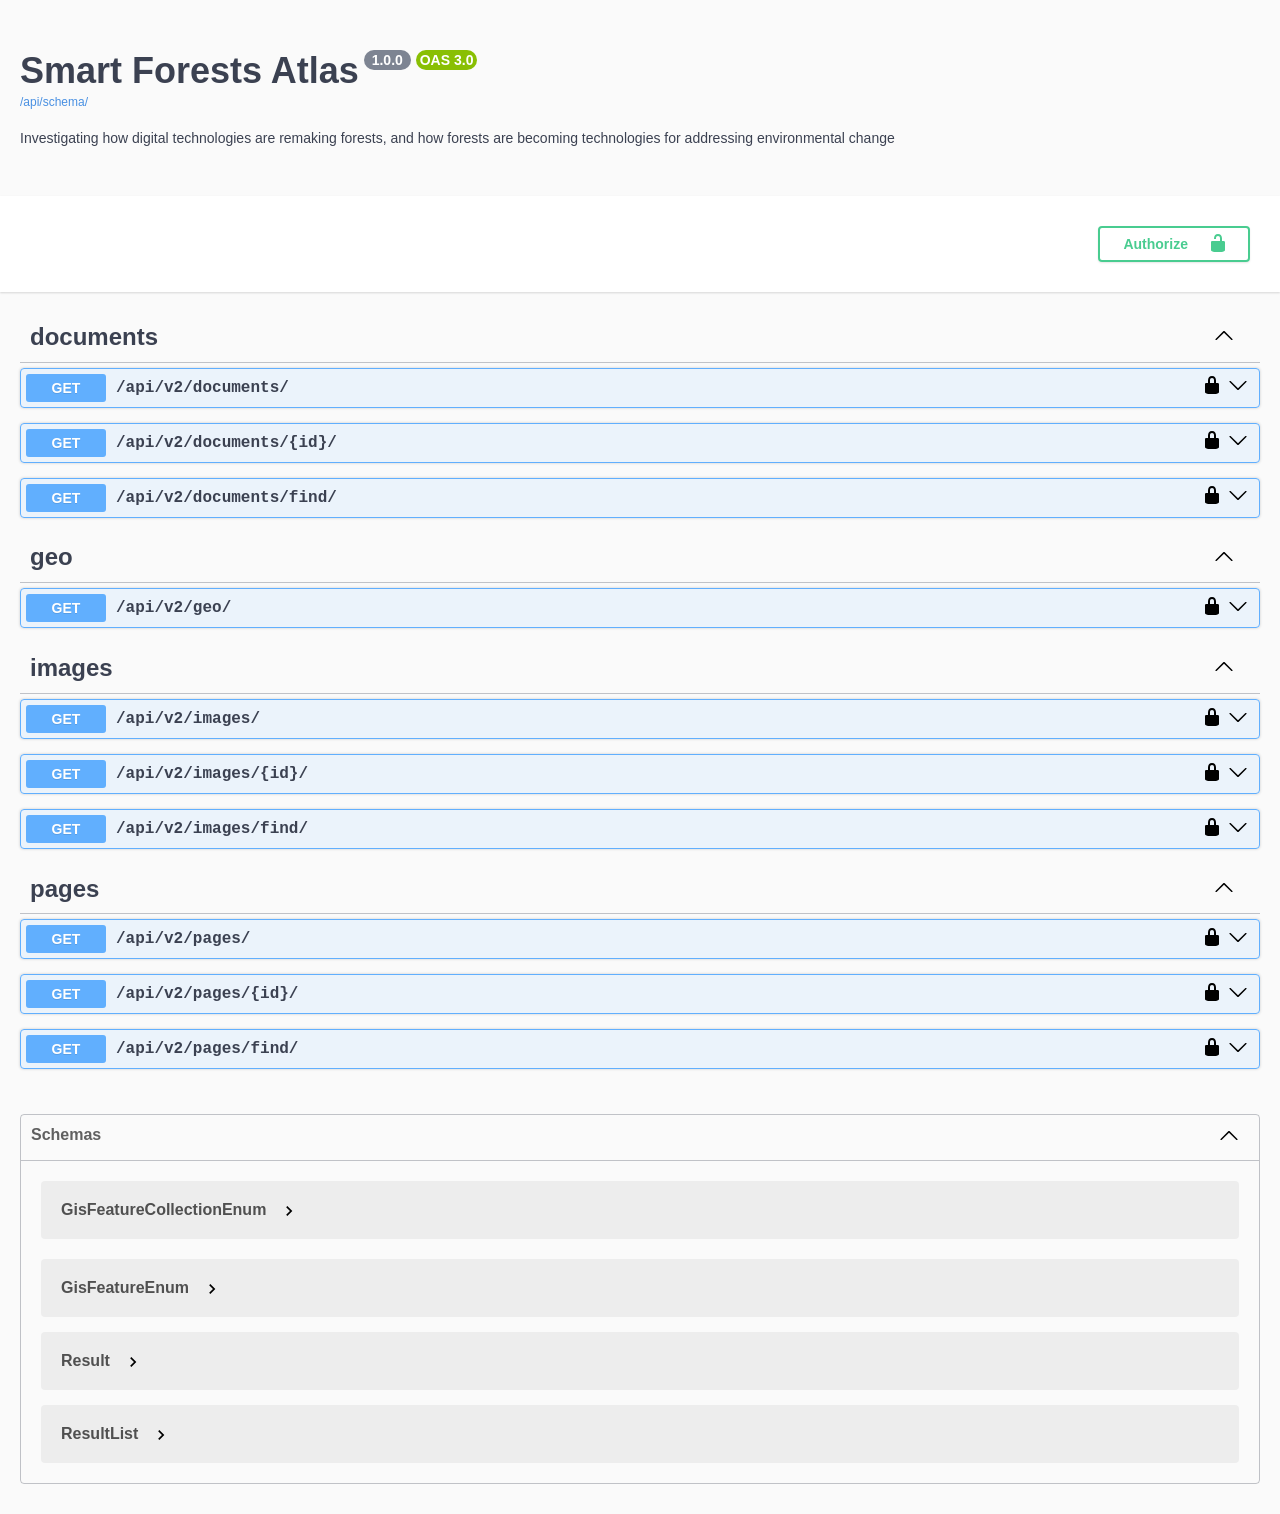 Smart Forests Atlas 1.0.0 OAS 3.0
/api/schema/
Investigating how digital technologies are remaking forests, and how forests are becoming technologies for addressing environmental change
Authorize
documents
GET /api/v2/documents/
GET /api/v2/documents/{id}/
GET /api/v2/documents/find/
geo
GET /api/v2/geo/
images
GET /api/v2/images/
GET /api/v2/images/{id}/
GET /api/v2/images/find/
pages
GET /api/v2/pages/
GET /api/v2/pages/{id}/
GET /api/v2/pages/find/
Schemas
GisFeatureCollectionEnum
GisFeatureEnum
Result
ResultList